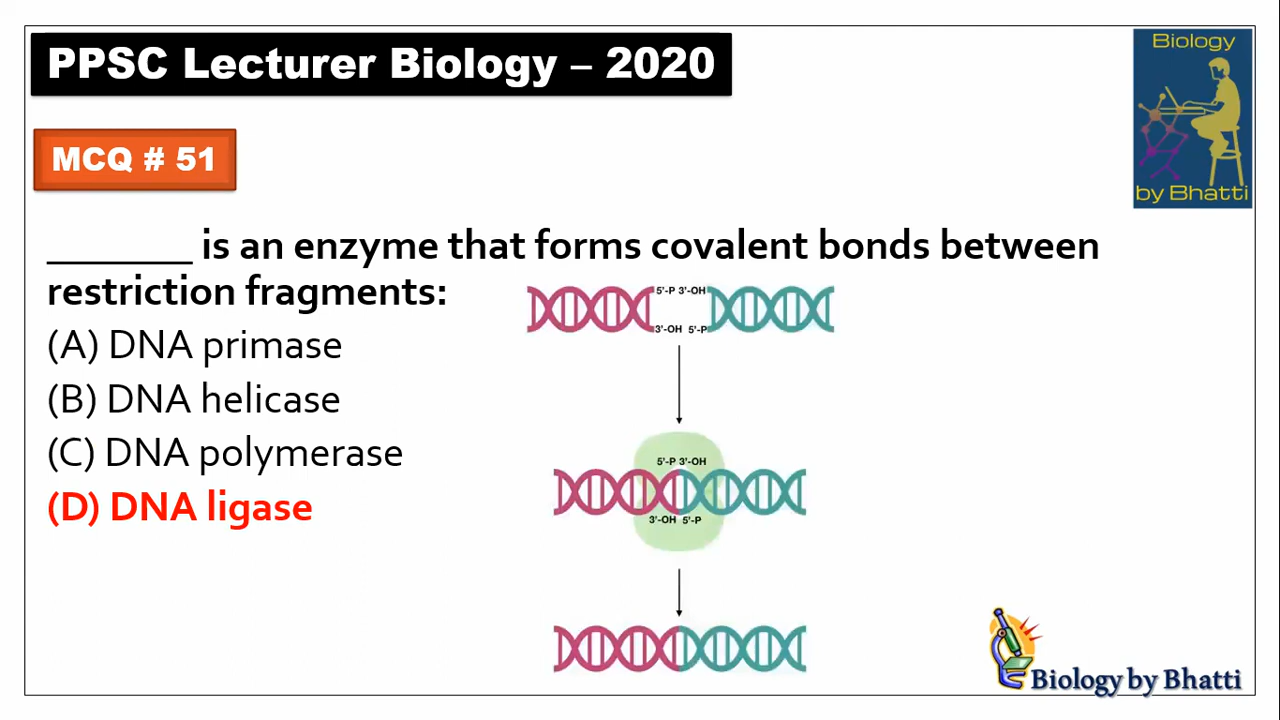 PPSC Lecturer Biology – 2020
Biology
by Bhatti
MCQ # 51
_______ is an enzyme that forms covalent bonds between
restriction fragments:
(A) DNA primase
(B) DNA helicase
(C) DNA polymerase
(D) DNA ligase
5'-P 3'-OH
3'-OH 5'-P
5'-P 3'-OH
3'-OH 5'-P
Biology by Bhatti